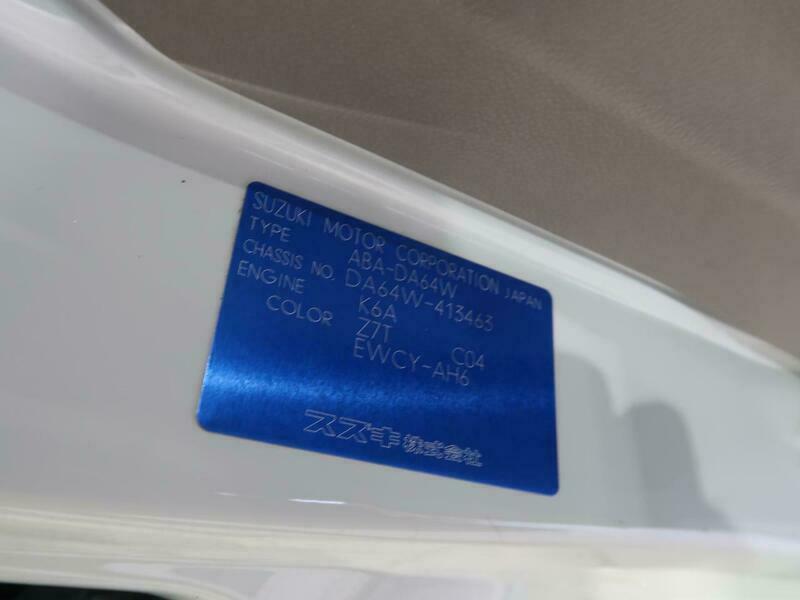 SUZUKI MOTOR CORPORATION JAPAN
TYPE ABA-DA64W
CHASSIS NO. DA64W-413463
ENGINE K6A
COLOR Z7T C04
EWCY-AH6
スズキ株式会社